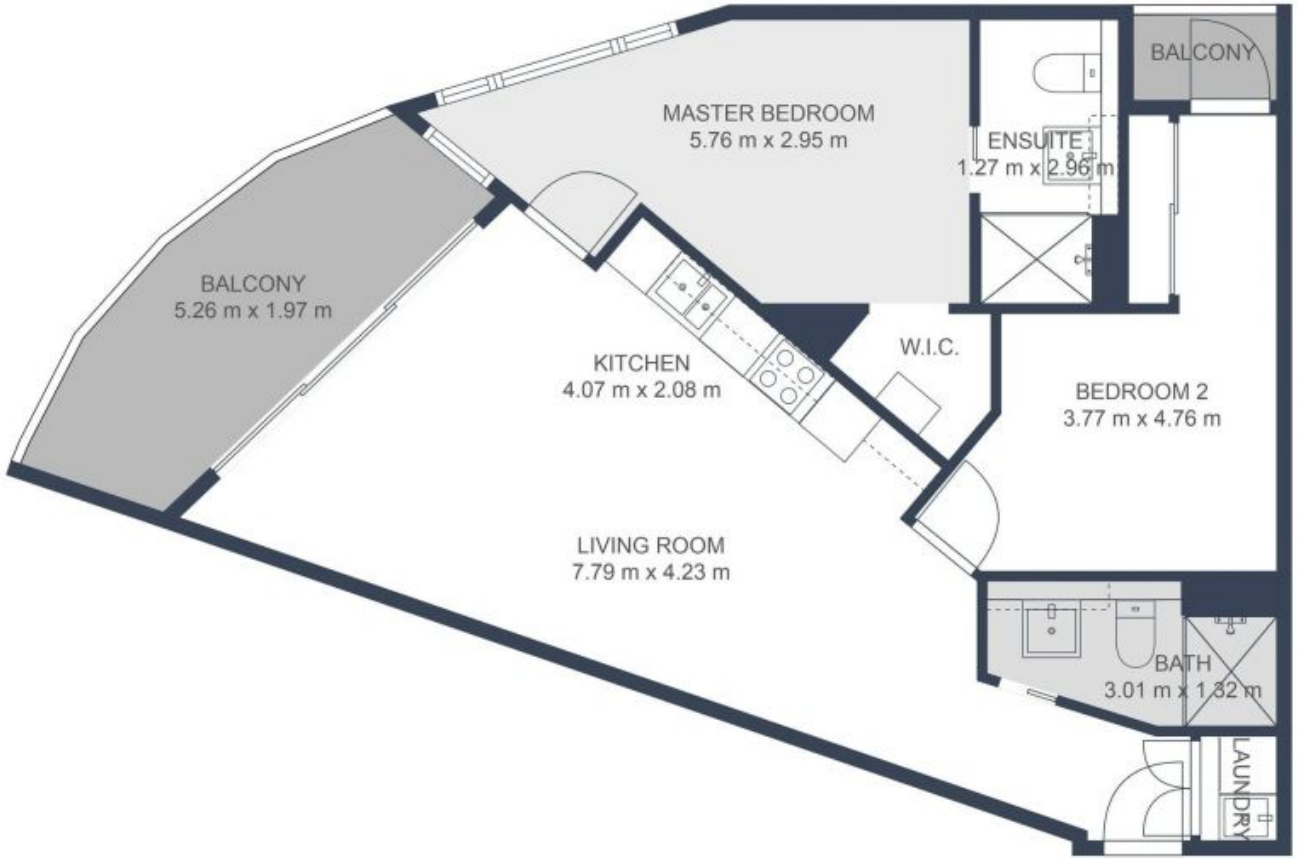 BALCONY
MASTER BEDROOM
5.76 m x 2.95 m
ENSUITE
1.27 m x 2.96 m
BALCONY
5.26 m x 1.97 m
KITCHEN
4.07 m x 2.08 m
W.I.C.
BEDROOM 2
3.77 m x 4.76 m
LIVING ROOM
7.79 m x 4.23 m
BATH
3.01 m x 1.32 m
LAUNDRY